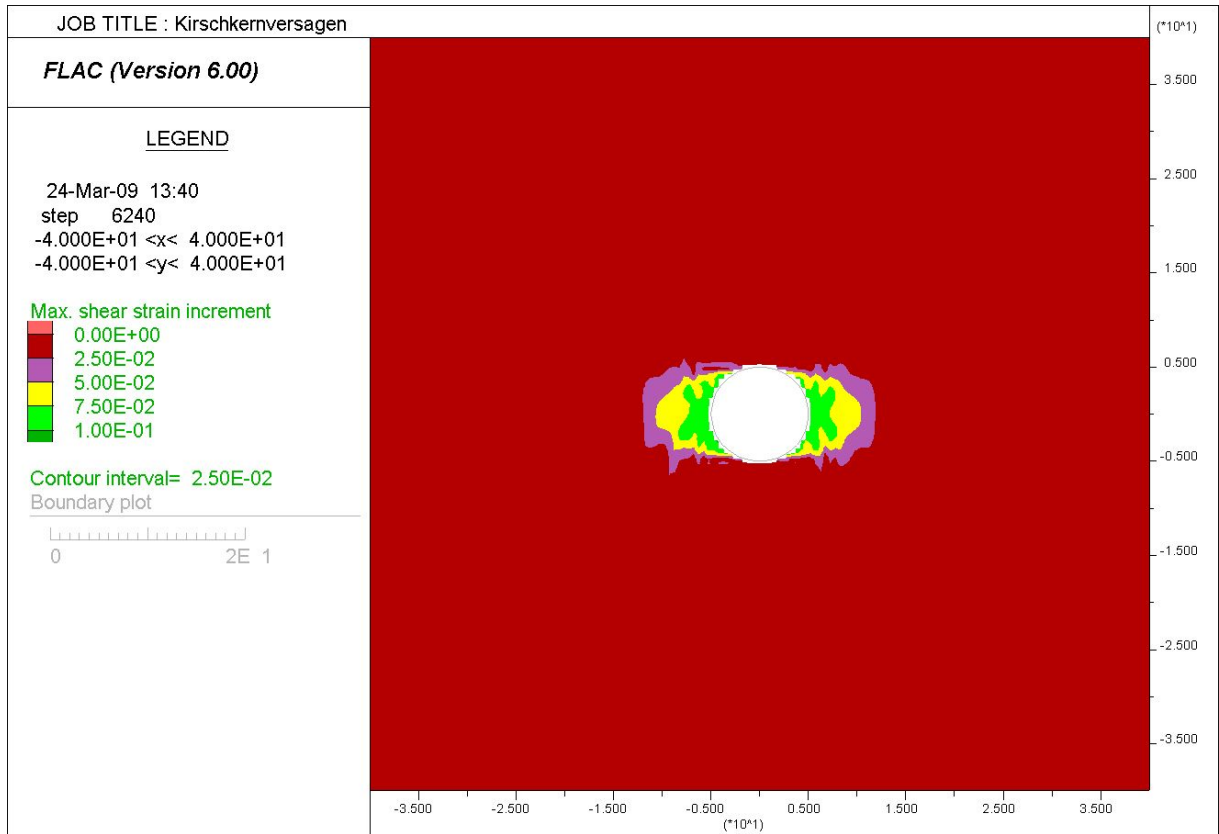 JOB TITLE : Kirschkernversagen
(*10^1)
FLAC (Version 6.00)
LEGEND
24-Mar-09 13:40
step 6240
-4.000E+01 <x< 4.000E+01
-4.000E+01 <y< 4.000E+01
Max. shear strain increment
0.00E+00
2.50E-02
5.00E-02
7.50E-02
1.00E-01
Contour interval= 2.50E-02
Boundary plot
0 2E 1
3.500
2.500
1.500
0.500
-0.500
-1.500
-2.500
-3.500
-3.500 -2.500 -1.500 -0.500 0.500 1.500 2.500 3.500
(*10^1)